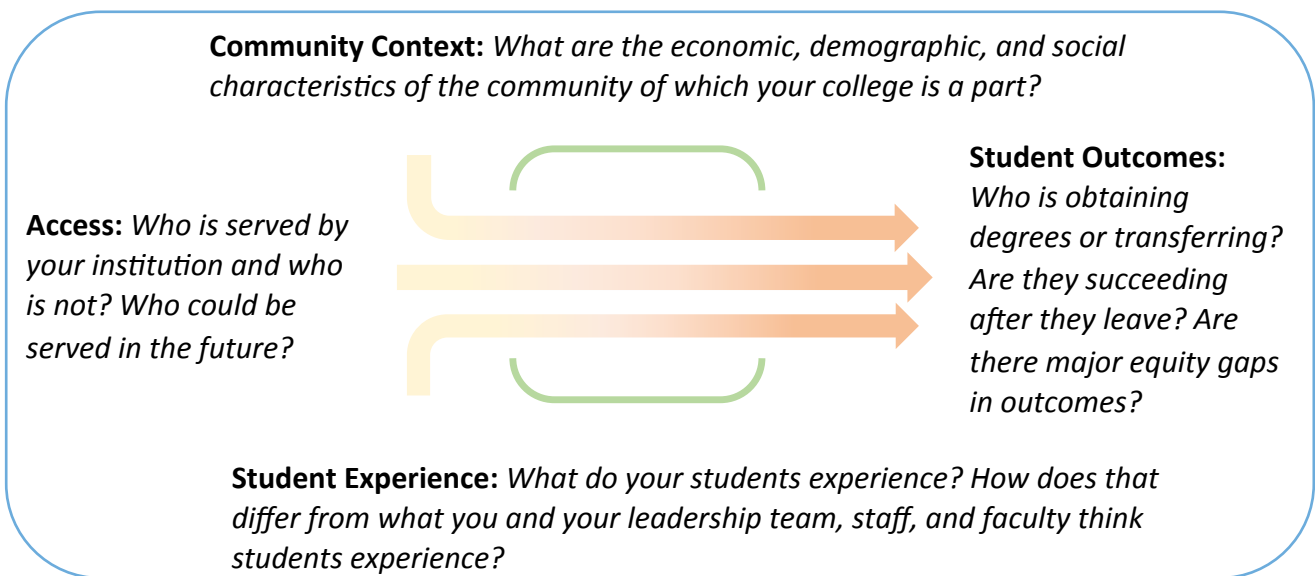 Community Context: What are the economic, demographic, and social
characteristics of the community of which your college is a part?
Access: Who is served by
your institution and who
is not? Who could be
served in the future?
Student Outcomes:
Who is obtaining
degrees or transferring?
Are they succeeding
after they leave? Are
there major equity gaps
in outcomes?
Student Experience: What do your students experience? How does that
differ from what you and your leadership team, staff, and faculty think
students experience?